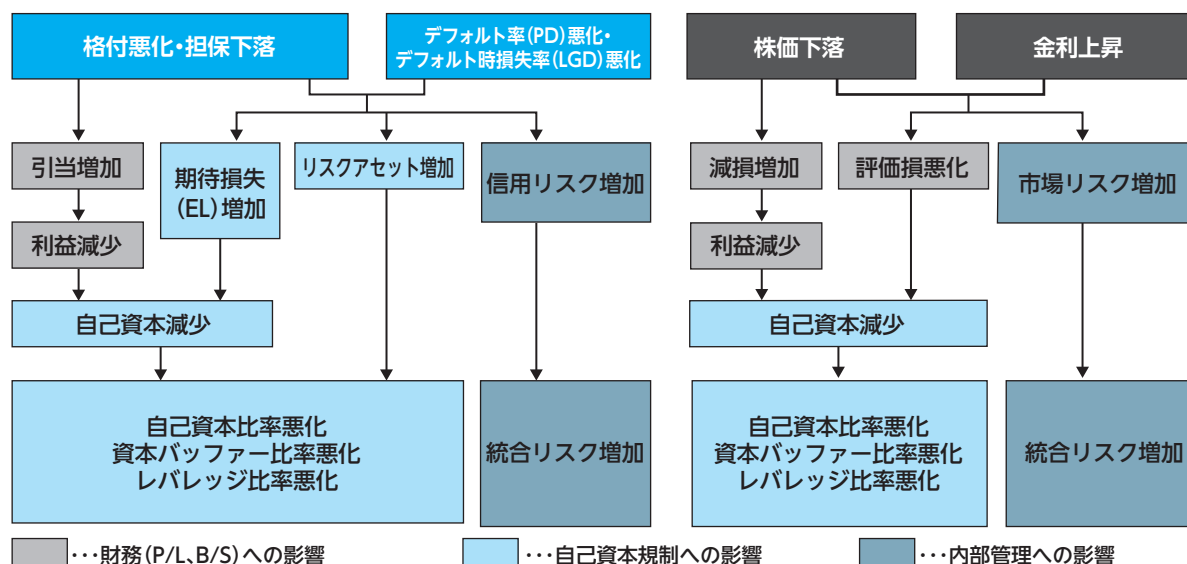 格付悪化・担保下落
デフォルト率(PD)悪化・
デフォルト時損失率(LGD)悪化
株価下落
金利上昇
引当増加
期待損失
(EL)増加
リスクアセット増加
信用リスク増加
減損増加
評価損悪化
市場リスク増加
利益減少
利益減少
自己資本減少
自己資本減少
自己資本比率悪化
資本バッファー比率悪化
レバレッジ比率悪化
統合リスク増加
自己資本比率悪化
資本バッファー比率悪化
レバレッジ比率悪化
統合リスク増加
・・・財務(P/L、B/S)への影響
・・・自己資本規制への影響
・・・内部管理への影響